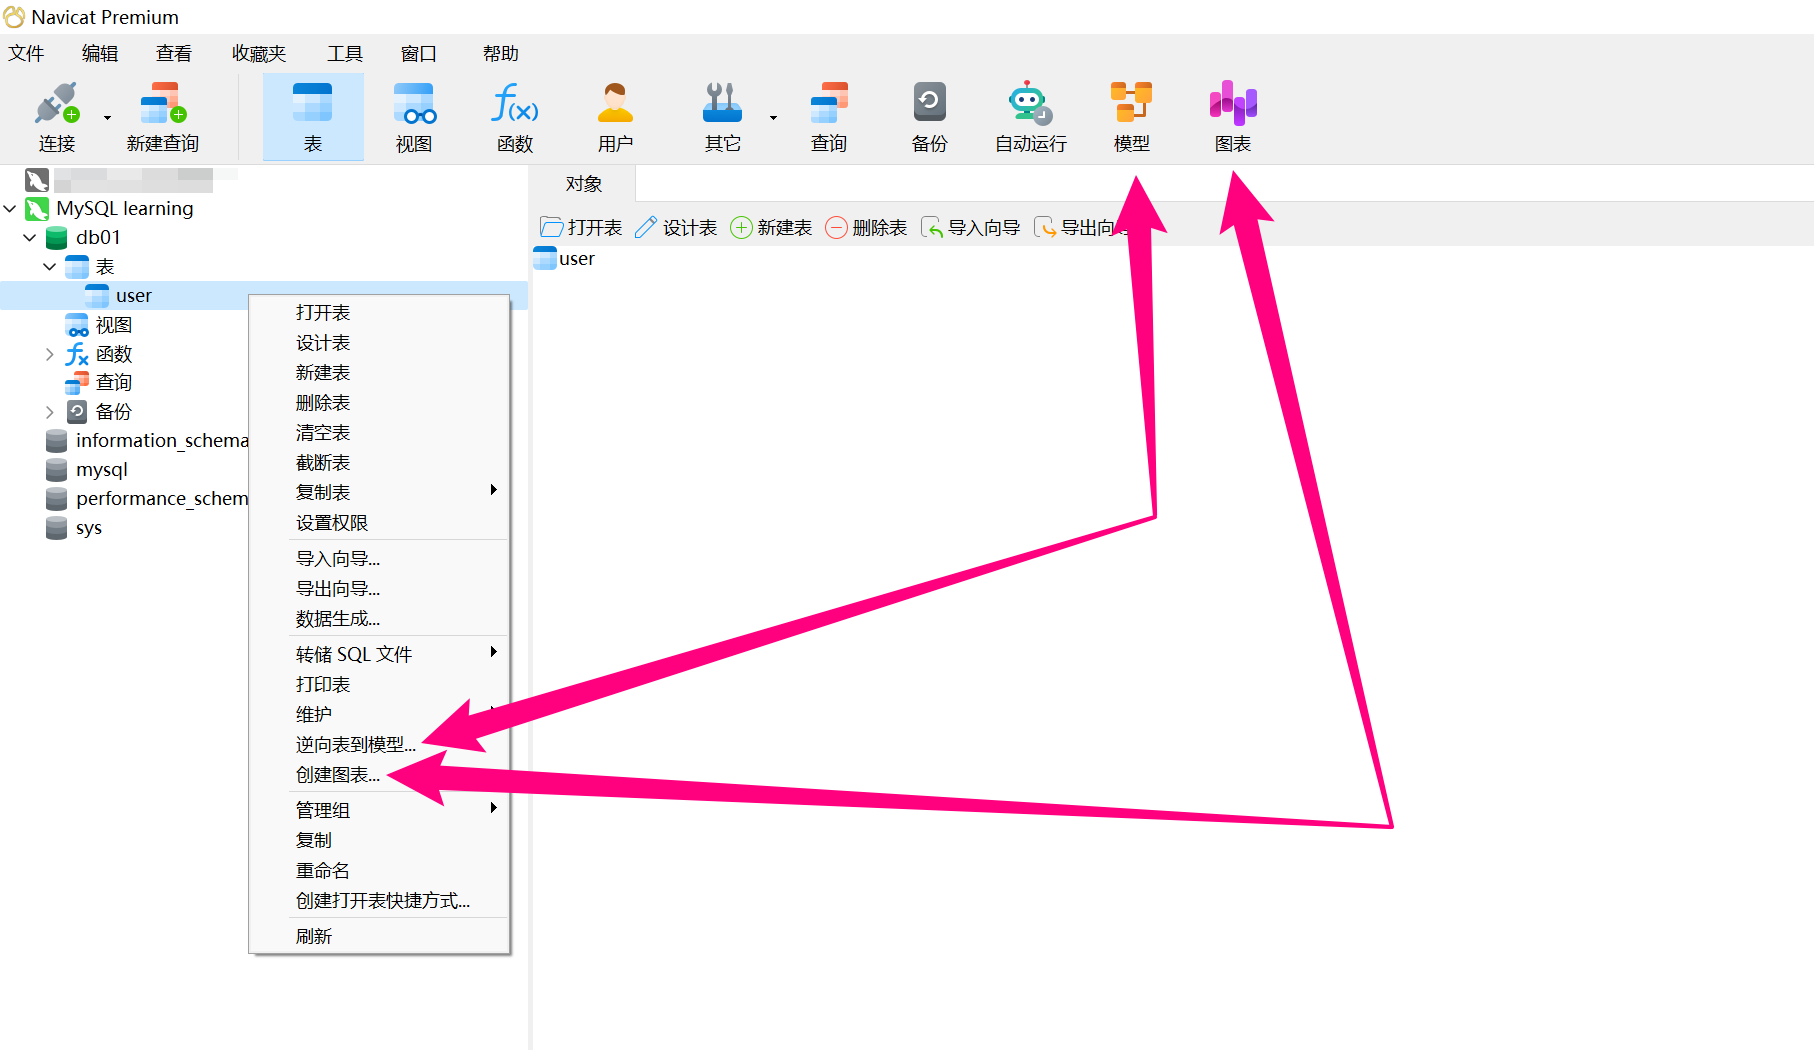 Navicat Premium
文件 编辑 查看 收藏夹 工具 窗口 帮助
连接 新建查询 表 视图 函数 用户 其它 查询 备份 自动运行 模型 图表
对象
MySQL learning
打开表 设计表 新建表 删除表 导入向导 导出向
db01
表
user
user
视图
函数
查询
备份
information_schema
mysql
performance_schem
sys
打开表
设计表
新建表
删除表
清空表
截断表
复制表
设置权限
导入向导...
导出向导...
数据生成...
转储 SQL 文件
打印表
维护
逆向表到模型...
创建图表...
管理组
复制
重命名
创建打开表快捷方式...
刷新